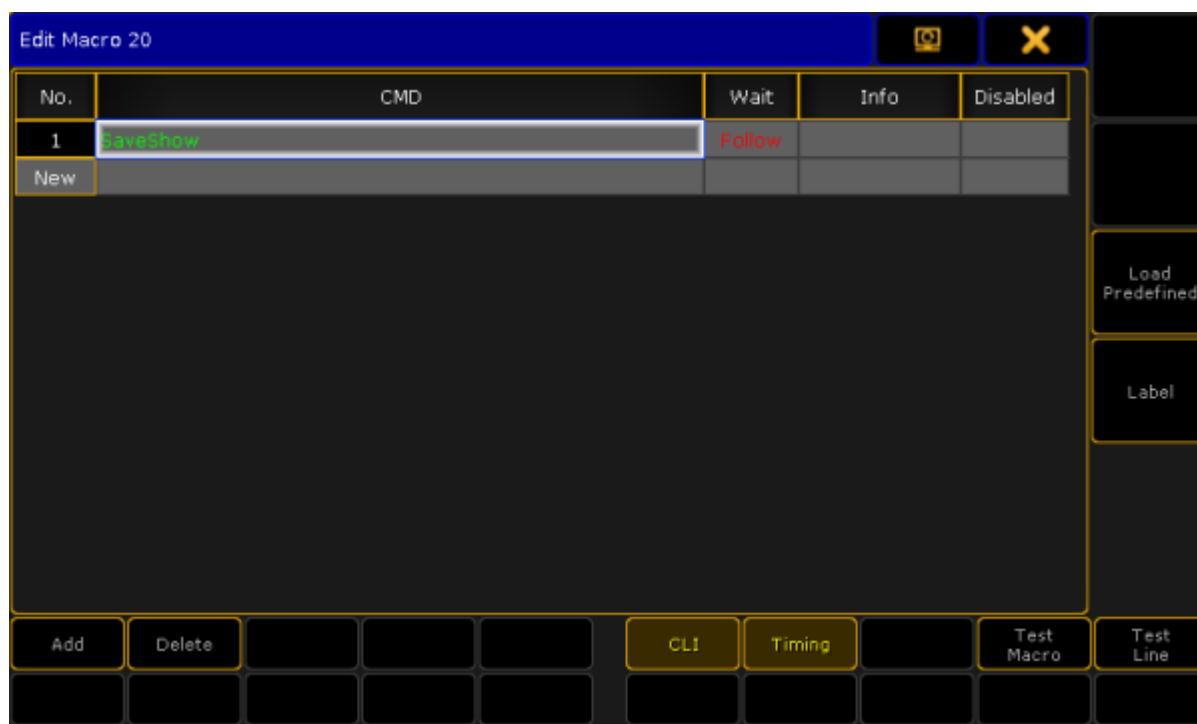 Edit Macro 20
No. CMD Wait Info Disabled
1 SaveShow Follow
New
Load
Predefined
Label
Add Delete CLI Timing Test Macro Test Line